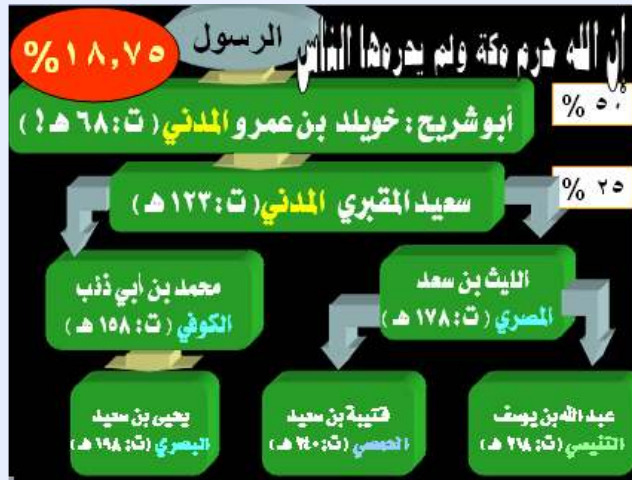 إن الله حرم مكة ولم يحرمها الناس
الرسول
%١٨,٧٥
أبو شريح : خويلد بن عمرو المدني ( ت : ٦٨ هـ ! )
% ٥٠
سعيد المقبري المدني ( ت : ١٢٣ هـ )
% ٢٥
الليث بن سعد
المصري ( ت : ١٧٨ هـ )
محمد بن أبي ذئب
الكوفي ( ت : ١٥٨ هـ )
عبد الله بن يوسف
التنيسي ( ت : ٢١٨ هـ )
قتيبة بن سعيد
الحمصي ( ت : ٢٤٠ هـ )
يحيى بن سعيد
البصري ( ت : ١٩٨ هـ )